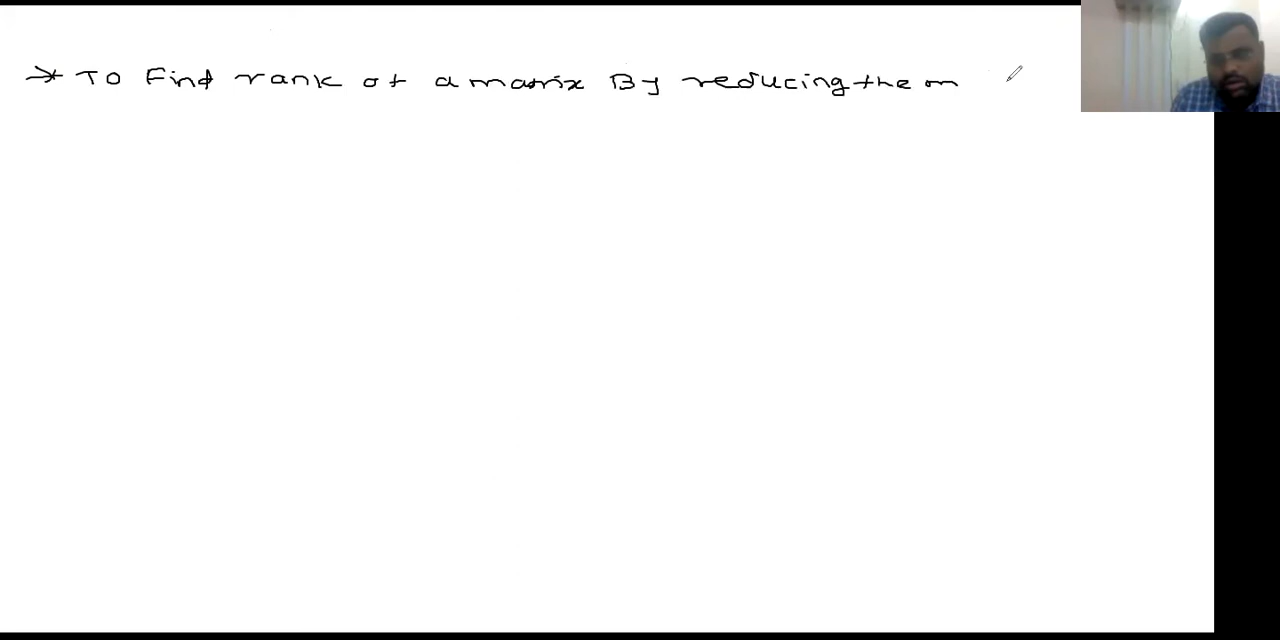 → To Find rank of a matrix By reducing them